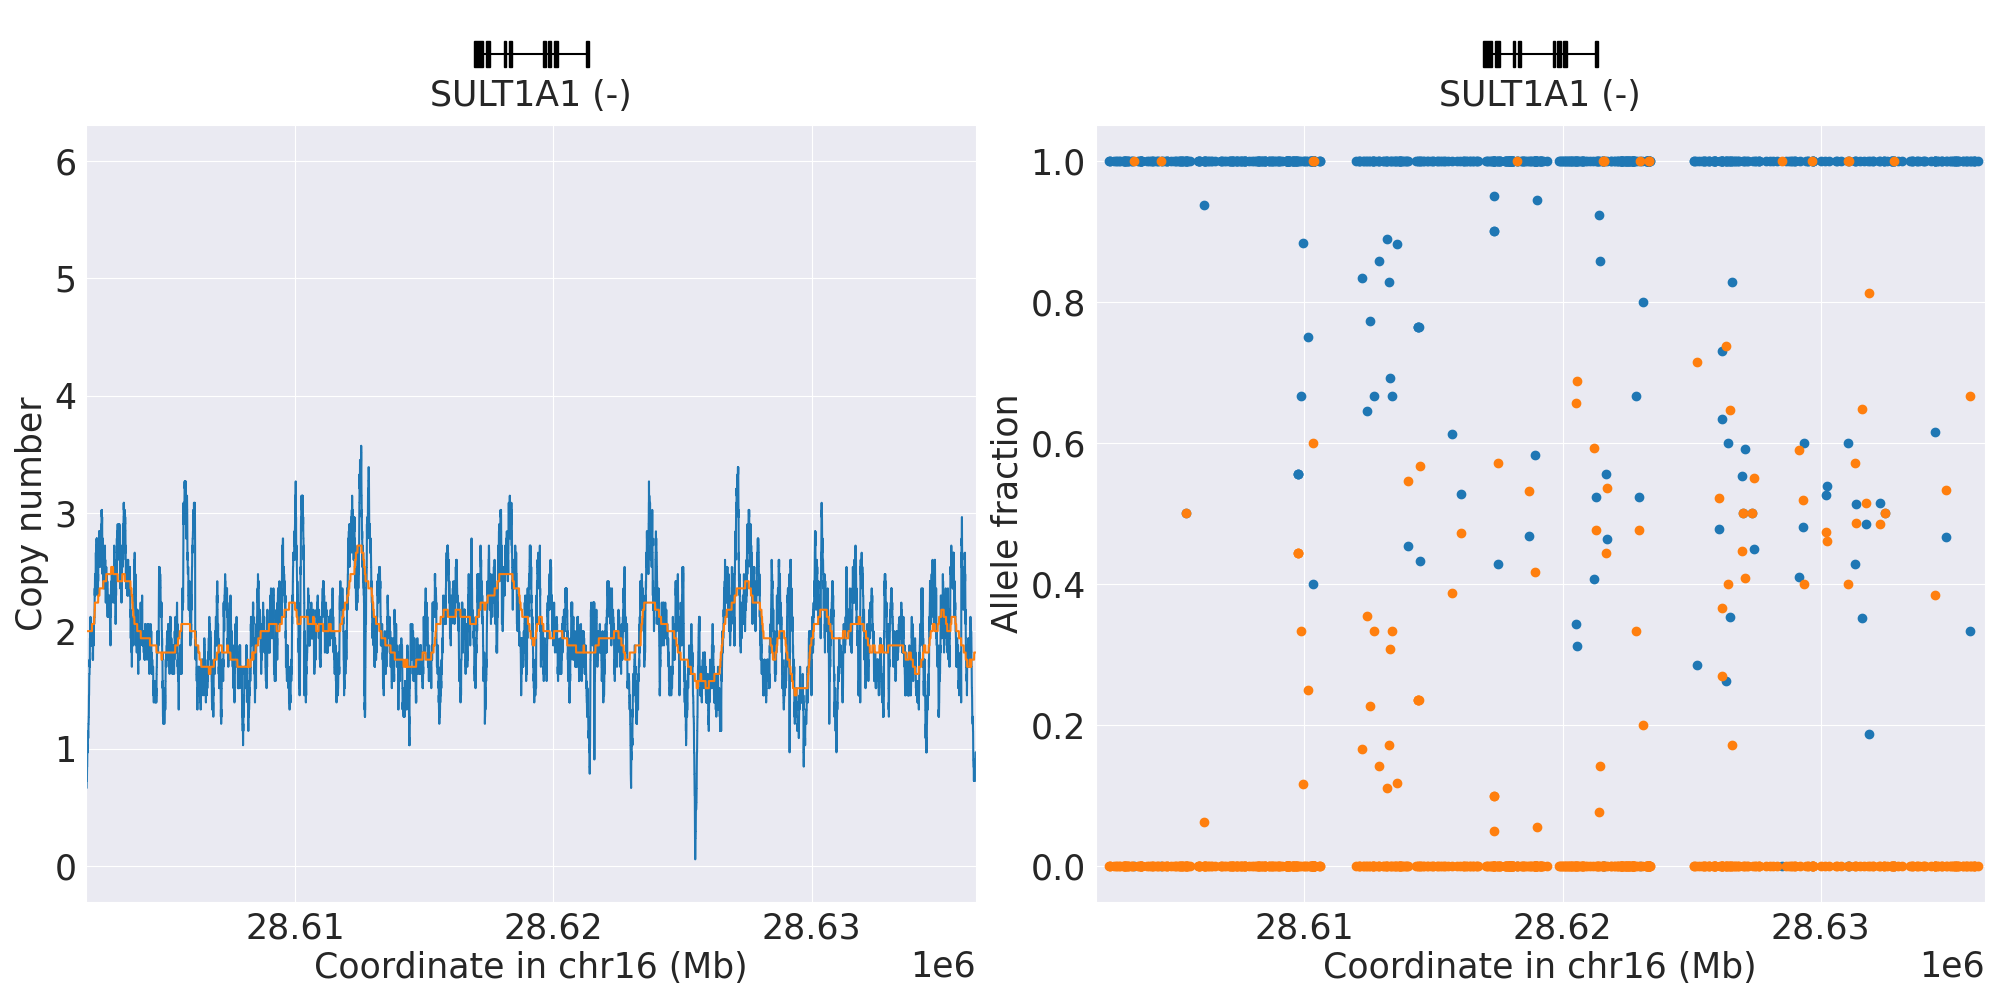 SULT1A1 (-)
SULT1A1 (-)
Copy number
6
5
4
3
2
1
0
28.61
28.62
28.63
Coordinate in chr16 (Mb)
1e6
Allele fraction
1.0
0.8
0.6
0.4
0.2
0.0
28.61
28.62
28.63
Coordinate in chr16 (Mb)
1e6